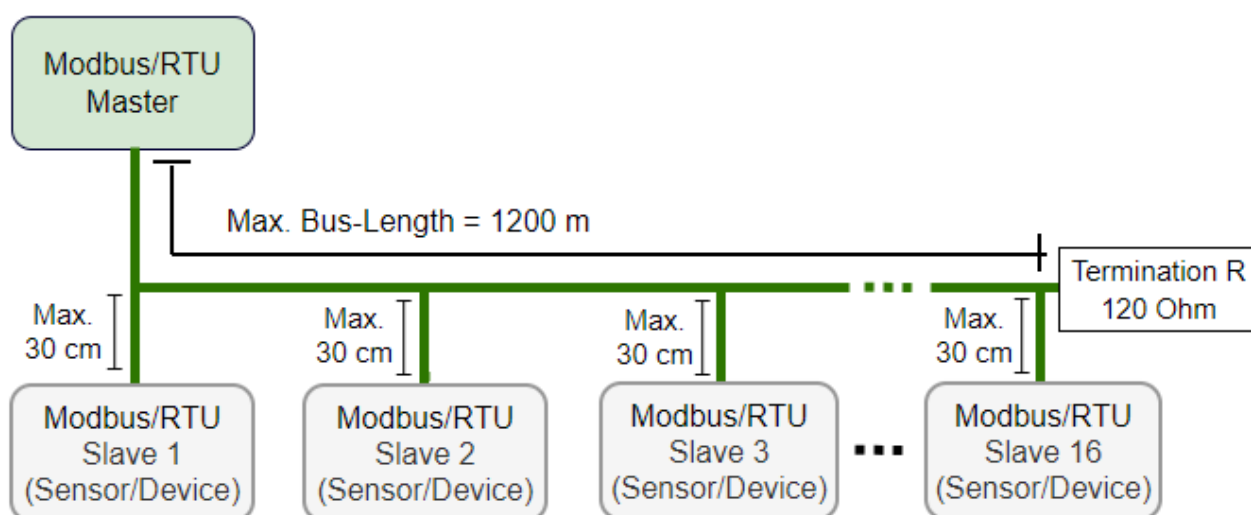 Modbus/RTU
Master
Max. Bus-Length = 1200 m
Termination R
120 Ohm
Max.
30 cm
Max.
30 cm
Max.
30 cm
Max.
30 cm
Modbus/RTU
Slave 1
(Sensor/Device)
Modbus/RTU
Slave 2
(Sensor/Device)
Modbus/RTU
Slave 3
(Sensor/Device)
Modbus/RTU
Slave 16
(Sensor/Device)